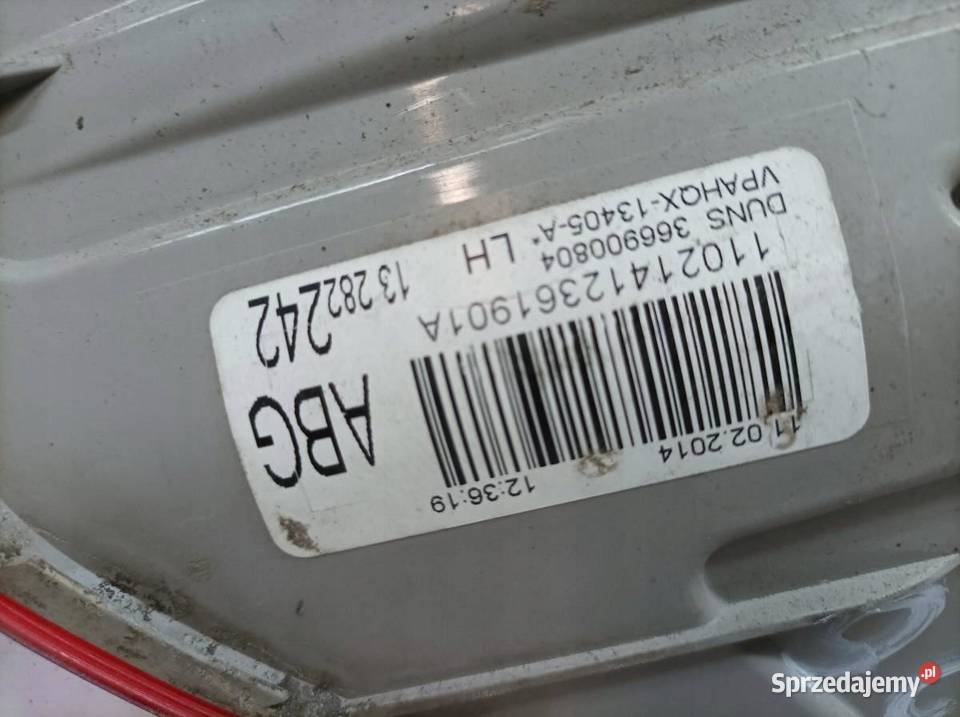 VPAHQX-13405-A*
DUNS 366900804
LH
13 282242
11021412361901A
ABG
11.02.2014
12:36:19
Sprzedajemy.pl